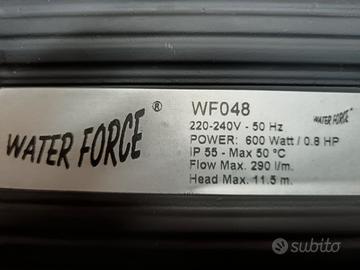 WATER FORCE ®
WF048
220-240V - 50 Hz
POWER: 600 Watt / 0.8 HP
IP 55 - Max 50 °C
Flow Max. 290 l/m.
Head Max. 11.5 m.
WATER FORCE
subito